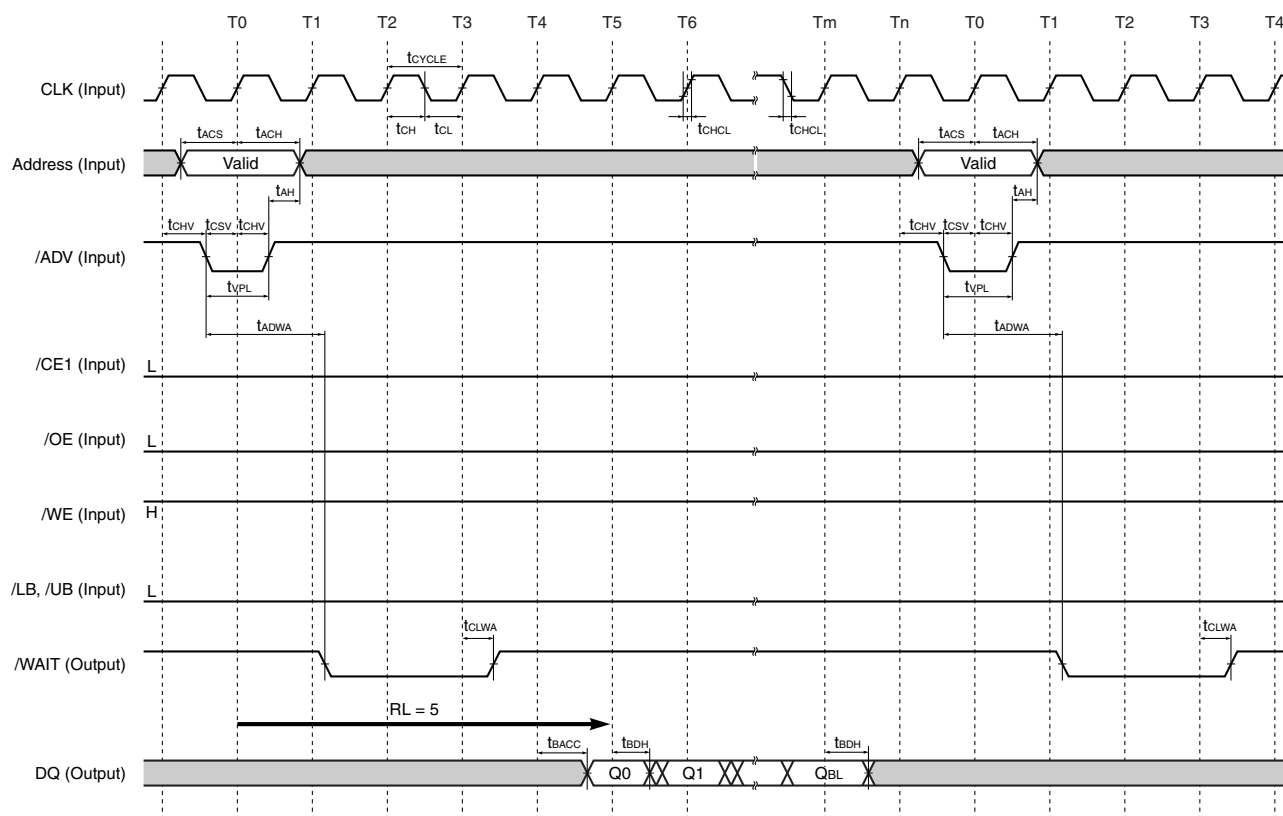 T0 T1 T2 T3 T4 T5 T6 Tm Tn T0 T1 T2 T3 T4
tCYCLE
CLK (Input)
tCH tCL tCHCL tCHCL
tACS tACH tACS tACH
Address (Input) Valid Valid
tAH tAH
tCHV tCSV tCHV tCHV tCSV tCHV
/ADV (Input)
tVPL tVPL
tADWA tADWA
/CE1 (Input) L
/OE (Input) L
/WE (Input) H
/LB, /UB (Input) L
tCLWA tCLWA
/WAIT (Output)
RL = 5
tBACC tBDH tBDH
DQ (Output) Q0 Q1 QBL